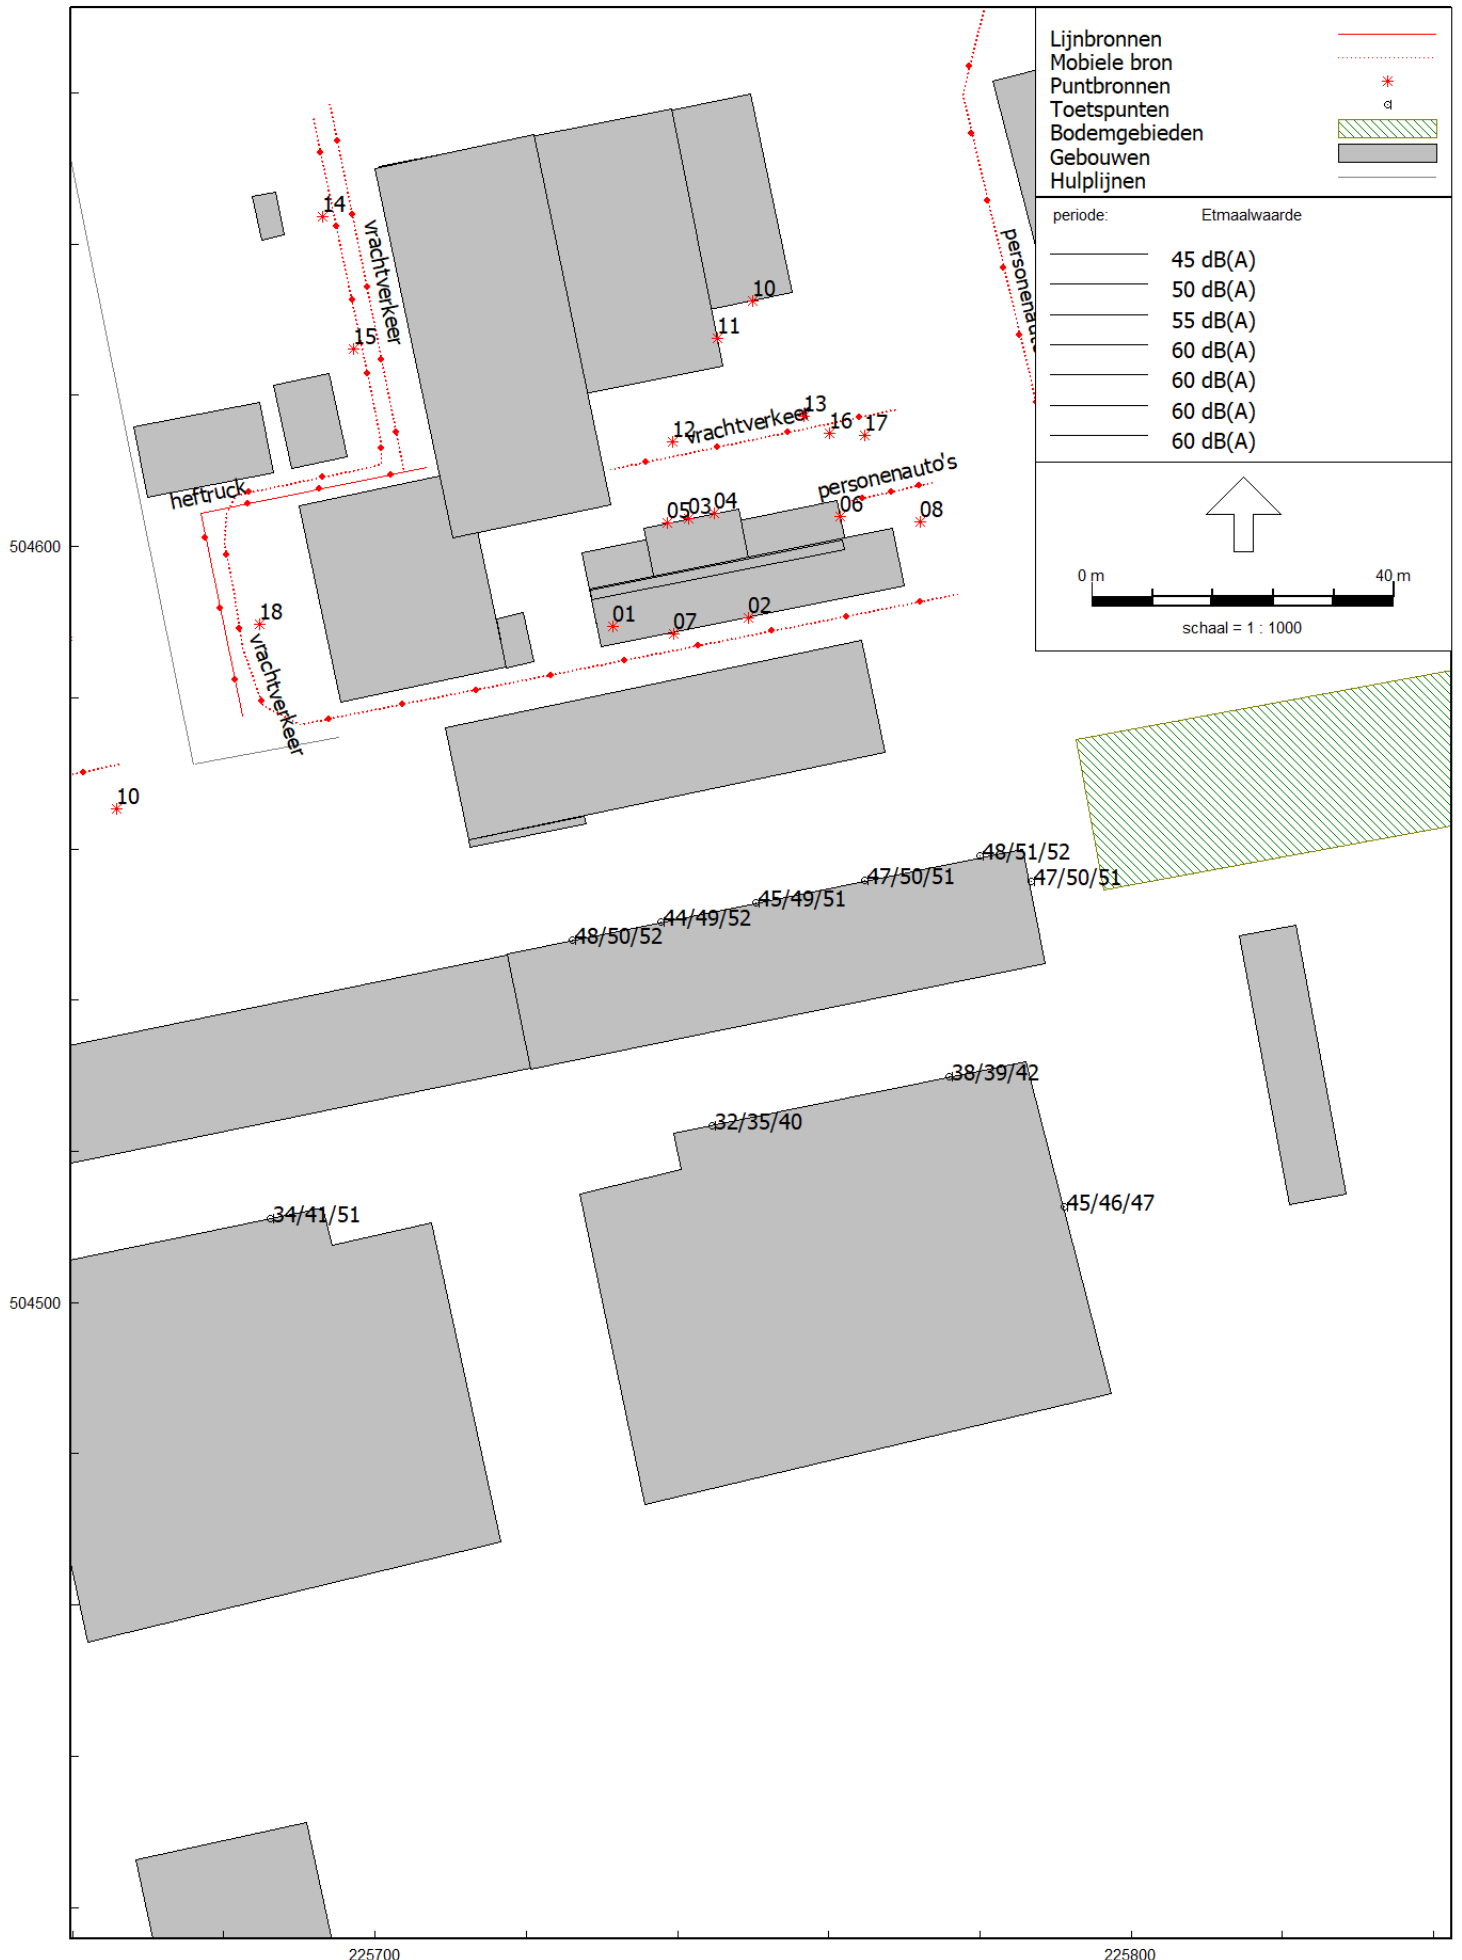 Lijnbronnen
Mobiele bron
Puntbronnen
Toetspunten
Bodemgebieden
Gebouwen
Hulplijnen
periode: Etmaalwaarde
45 dB(A)
50 dB(A)
55 dB(A)
60 dB(A)
60 dB(A)
60 dB(A)
60 dB(A)
0 m 40 m
schaal = 1 : 1000
14
vrachtverkeer
15
10
11
12
vrachtverkeer
13
16
17
heftruck
personenauto's
05
03
04
06
08
504600
18
vrachtverkeer
01
07
02
10
48/51/52
47/50/51
47/50/51
45/49/51
44/49/52
48/50/52
38/39/42
32/35/40
45/46/47
34/41/51
504500
225700
225800